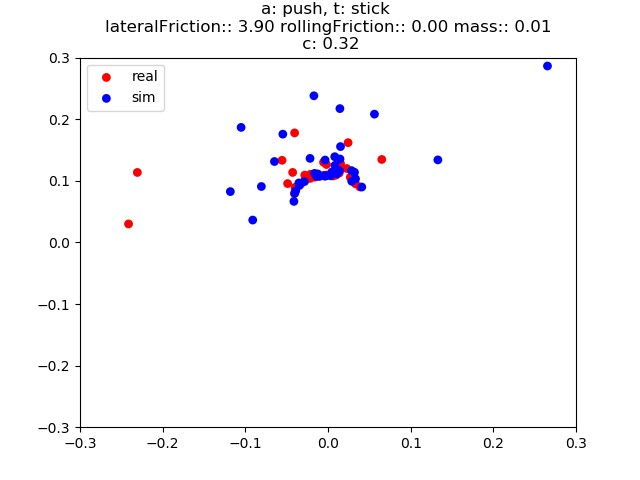 a: push, t: stick
lateralFriction:: 3.90 rollingFriction:: 0.00 mass:: 0.01
c: 0.32
real
sim
0.3
0.2
0.1
0.0
−0.1
−0.2
−0.3
−0.3 −0.2 −0.1 0.0 0.1 0.2 0.3